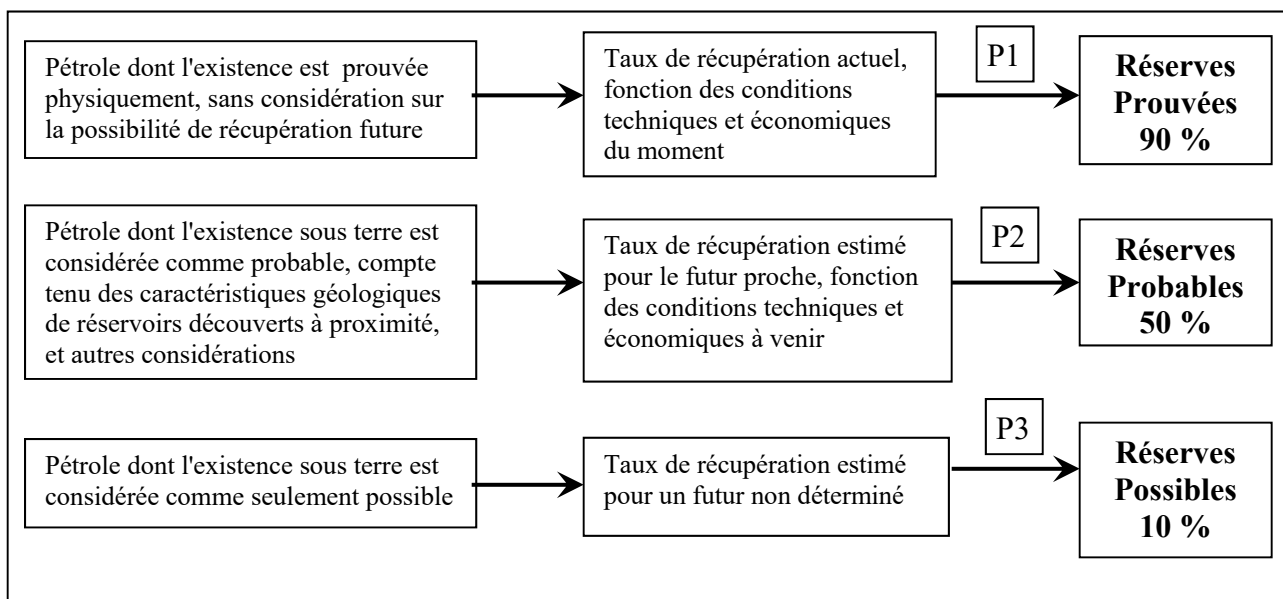 Pétrole dont l'existence est prouvée
physiquement, sans considération sur
la possibilité de récupération future
Taux de récupération actuel,
fonction des conditions
techniques et économiques
du moment
P1
Réserves
Prouvées
90 %
Pétrole dont l'existence sous terre est
considérée comme probable, compte
tenu des caractéristiques géologiques
de réservoirs découverts à proximité,
et autres considérations
Taux de récupération estimé
pour le futur proche, fonction
des conditions techniques et
économiques à venir
P2
Réserves
Probables
50 %
Pétrole dont l'existence sous terre est
considérée comme seulement possible
Taux de récupération estimé
pour un futur non déterminé
P3
Réserves
Possibles
10 %